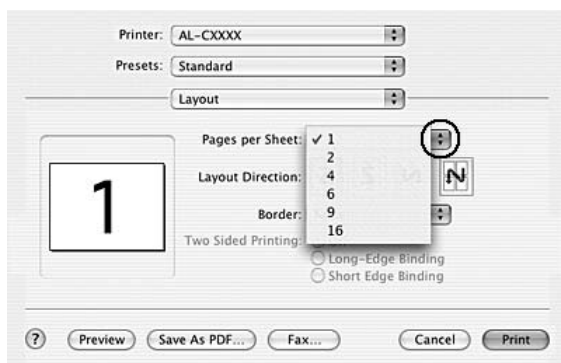 Printer: AL-CXXXX
Presets: Standard
Layout
Pages per Sheet: ✓ 1
2
4
6
9
16
Layout Direction:
Border:
Two Sided Printing:
Long-Edge Binding
Short Edge Binding
1
? Preview Save As PDF... Fax... Cancel Print